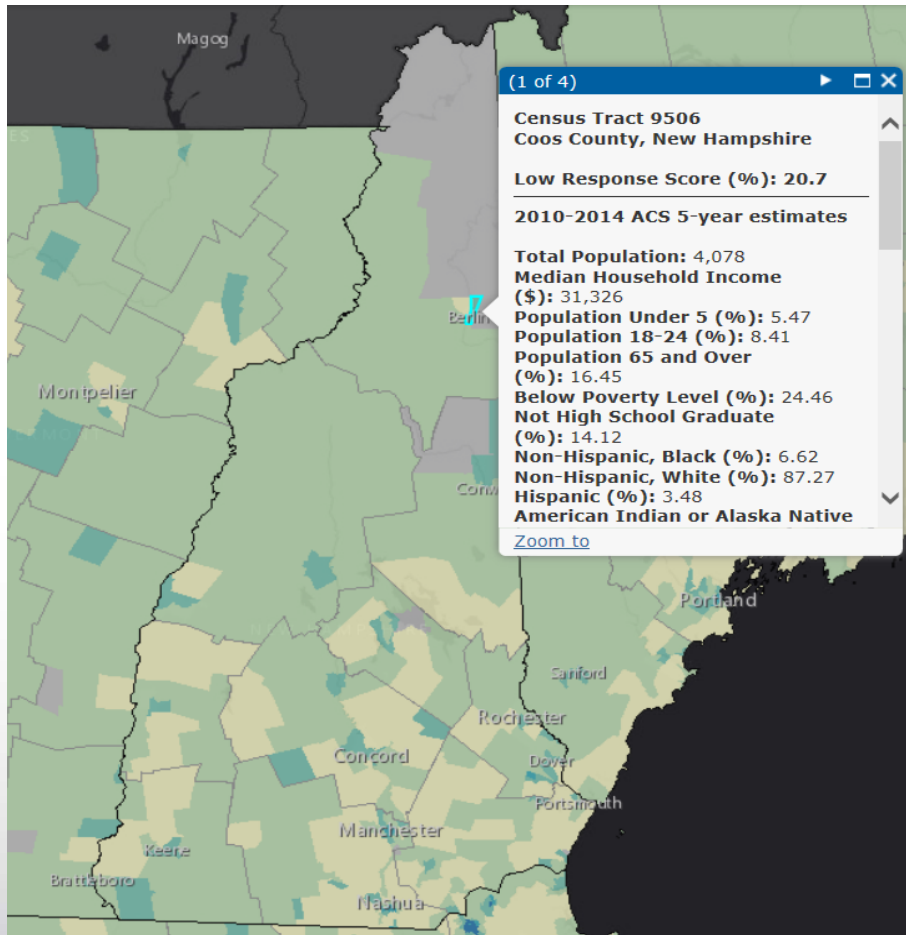 Magog
(1 of 4)
Census Tract 9506
Coos County, New Hampshire
Low Response Score (%): 20.7
2010-2014 ACS 5-year estimates
Total Population: 4,078
Median Household Income
($): 31,326
Population Under 5 (%): 5.47
Population 18-24 (%): 8.41
Population 65 and Over
(%): 16.45
Below Poverty Level (%): 24.46
Not High School Graduate
(%): 14.12
Non-Hispanic, Black (%): 6.62
Non-Hispanic, White (%): 87.27
Hispanic (%): 3.48
American Indian or Alaska Native
Zoom to
Berlin
Montpelier
Conw
Portland
Sanford
Rochester
Concord
Dover
Portsmouth
Manchester
Keene
Brattleboro
Nashua